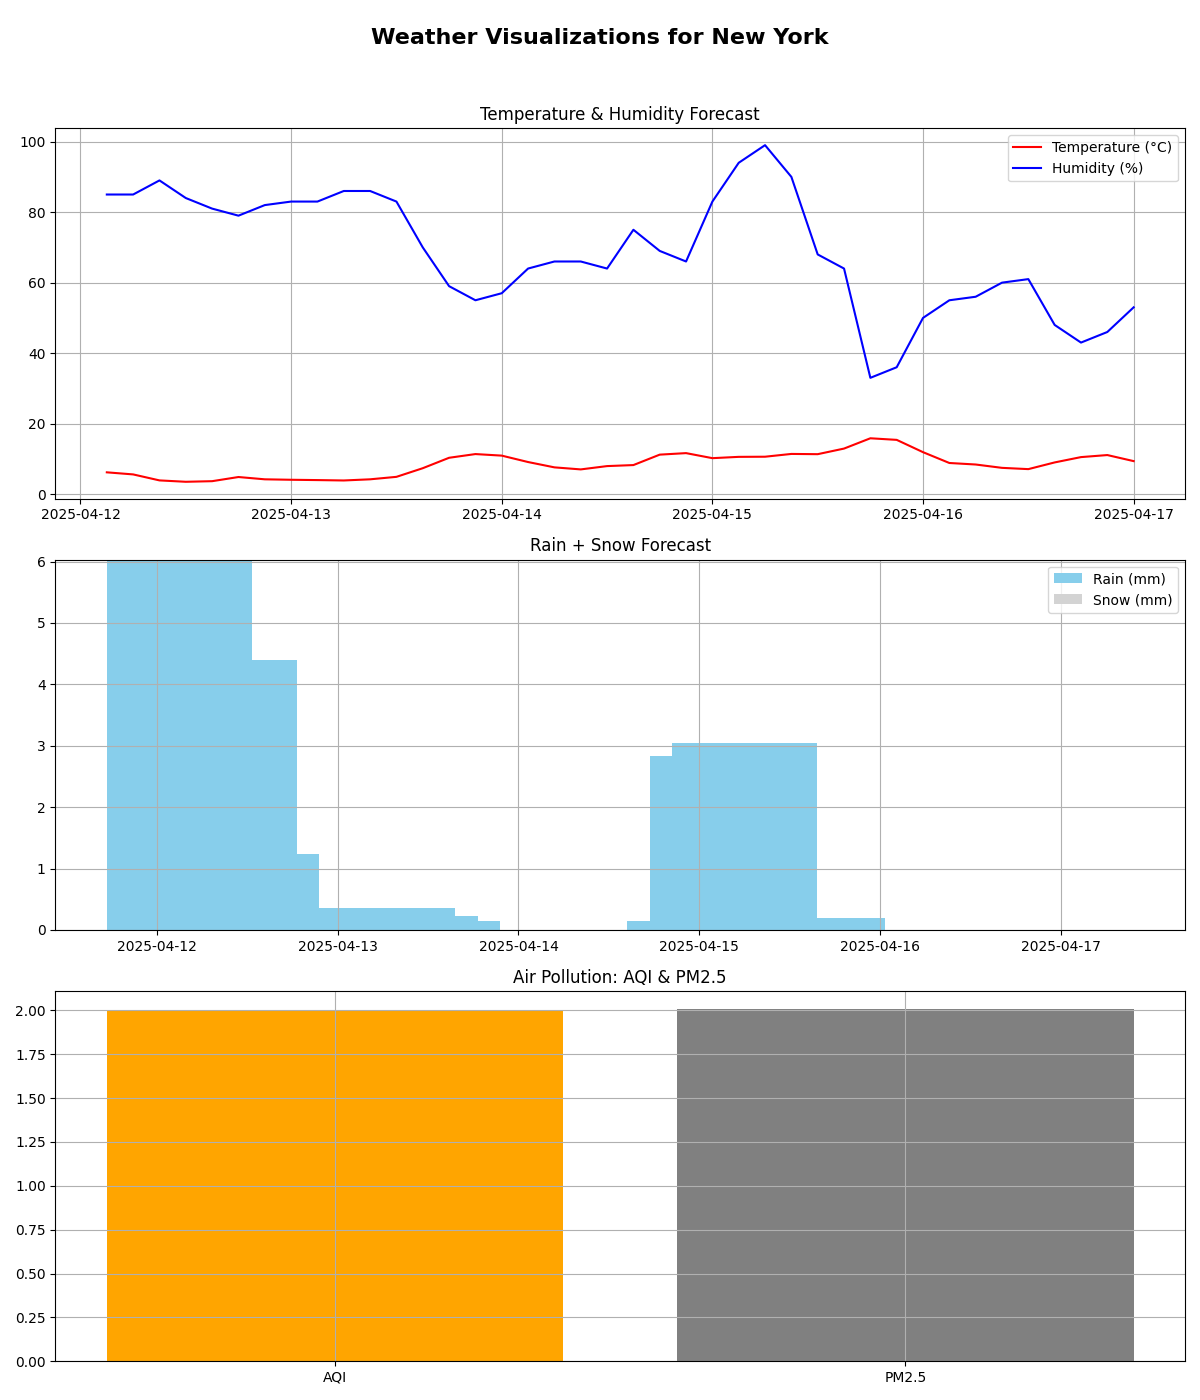 Weather Visualizations for New York
Temperature & Humidity Forecast
100
80
60
40
20
0
Temperature (°C)
Humidity (%)
2025-04-12 2025-04-13 2025-04-14 2025-04-15 2025-04-16 2025-04-17
Rain + Snow Forecast
6
5
4
3
2
1
0
Rain (mm)
Snow (mm)
2025-04-12 2025-04-13 2025-04-14 2025-04-15 2025-04-16 2025-04-17
Air Pollution: AQI & PM2.5
2.00
1.75
1.50
1.25
1.00
0.75
0.50
0.25
0.00
AQI PM2.5